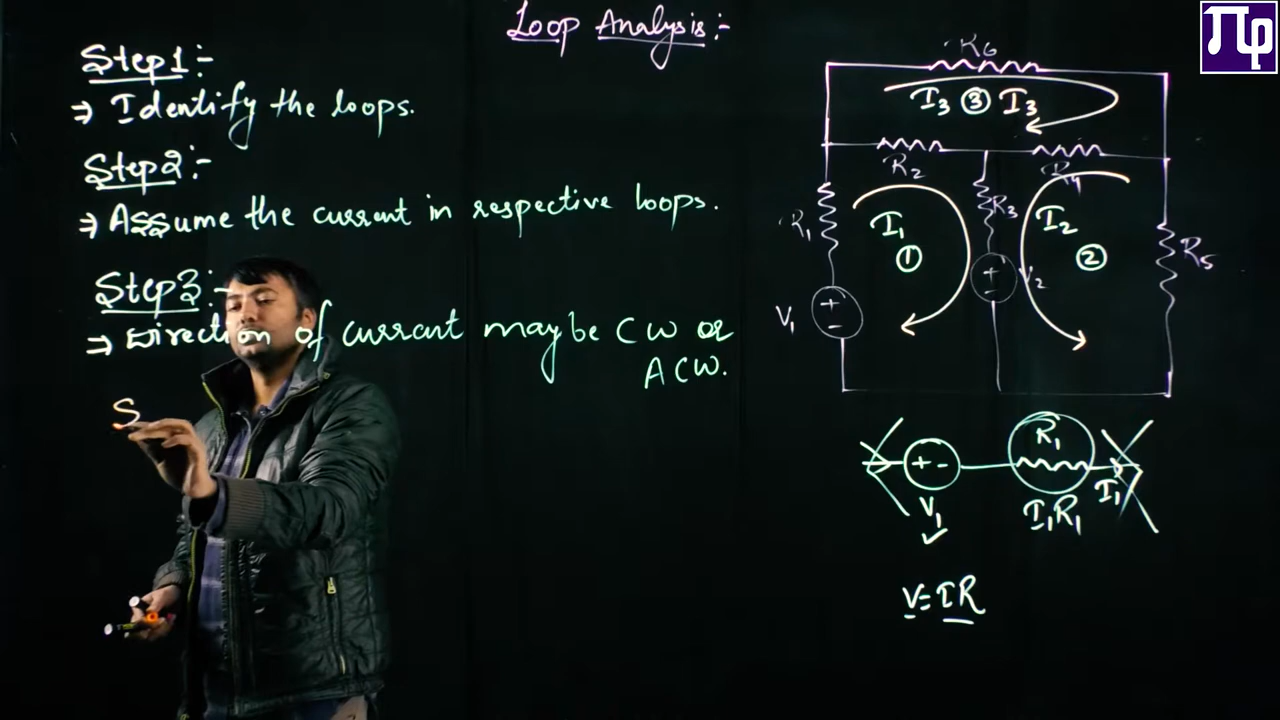 Loop Analysis:-
Step1:-
⇒ Identify the loops.
Step2:-
⇒ Assume the current in respective loops.
Step3:-
⇒ Direction of current may be CW or
ACW.
S
R6
I3 ③ I3
R2
R4
R1
I1
①
R3
I2
②
R5
V1
+
-
+
-
V2
+ -
V1
R1
I1
I1R1
V=IR
πφ